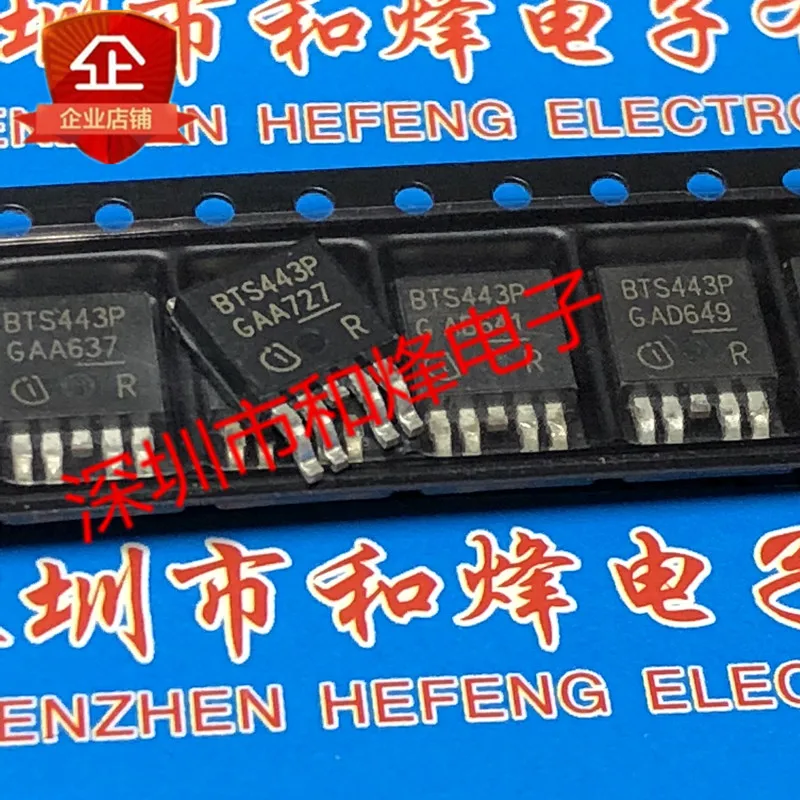 企
企业店铺
深圳市和烽电子有
ENZHEN HEFENG ELECTRO
BTS443P
GAA637
R
BTS443P
GAA727
R
BTS443P
R
BTS443P
GAD649
R
深圳市和烽电子
深圳市和烽电子
ENZHEN HEFENG ELEC